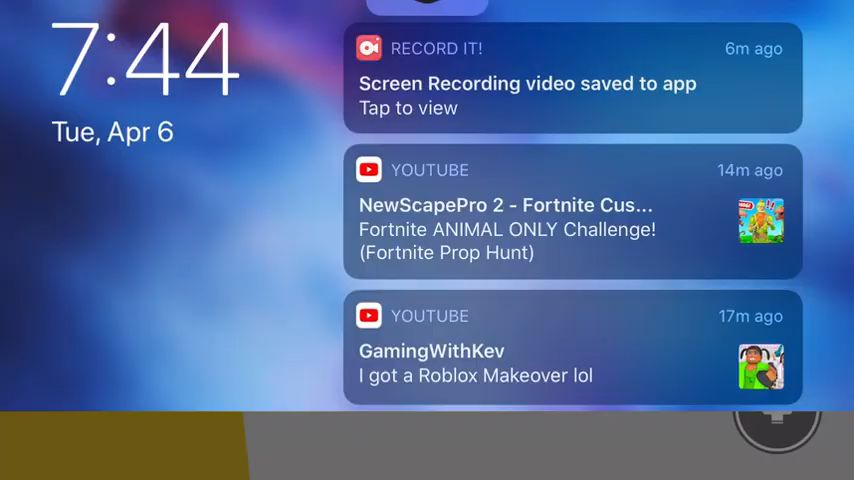 7:44
Tue, Apr 6
RECORD IT!
6m ago
Screen Recording video saved to app
Tap to view
YOUTUBE
14m ago
NewScapePro 2 - Fortnite Cus...
Fortnite ANIMAL ONLY Challenge!
(Fortnite Prop Hunt)
YOUTUBE
17m ago
GamingWithKev
I got a Roblox Makeover lol